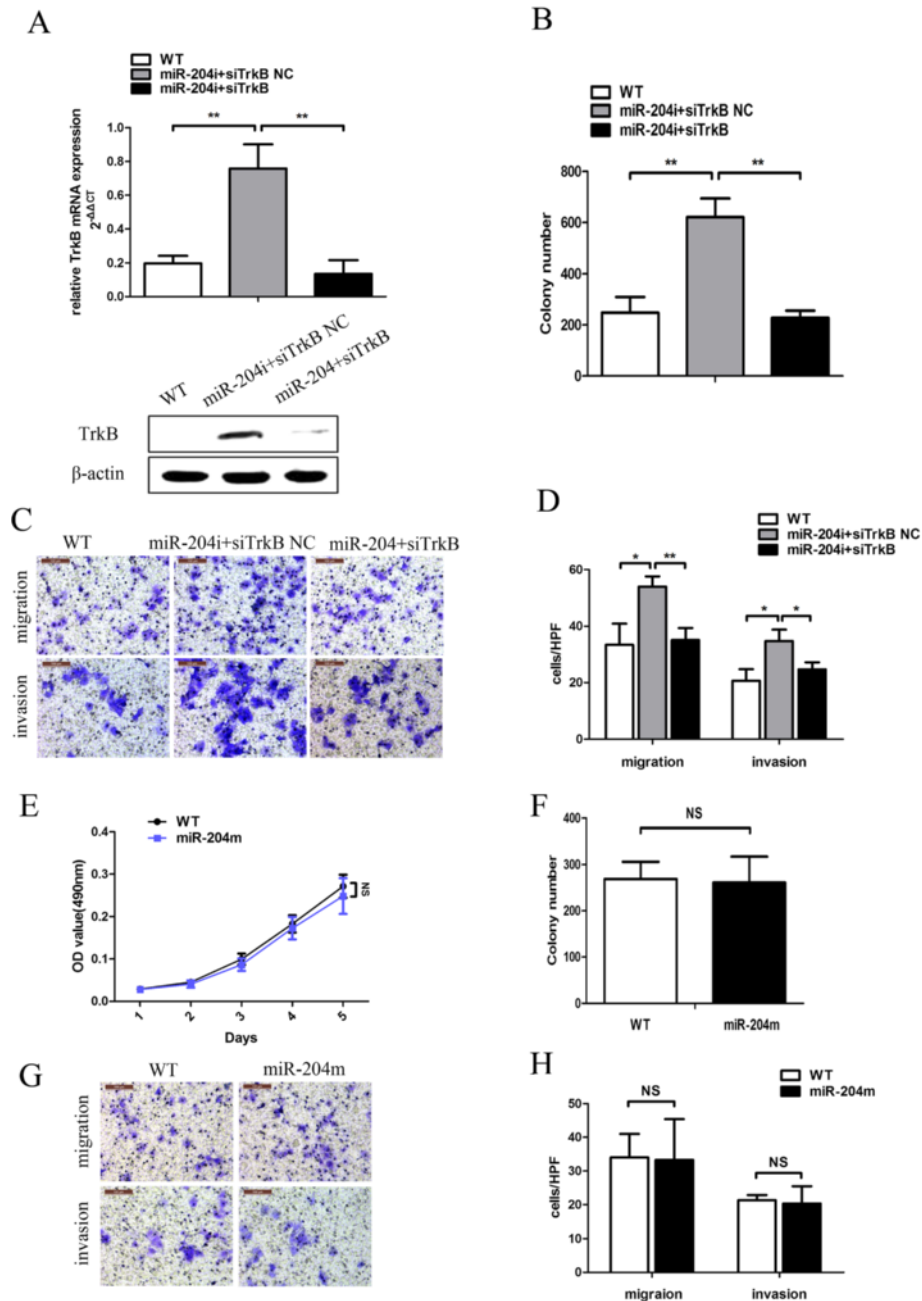 A
WT
miR-204i+siTrkB NC
miR-204i+siTrkB
**
**
relative TrkB mRNA expression
2-ΔΔCT
1.0
0.8
0.6
0.4
0.2
0.0
WT
miR-204i+siTrkB NC
miR-204+siTrkB
TrkB
β-actin
B
WT
miR-204i+siTrkB NC
miR-204i+siTrkB
**
**
Colony number
800
600
400
200
0
C
WT
miR-204i+siTrkB NC
miR-204+siTrkB
migration
invasion
D
WT
miR-204i+siTrkB NC
miR-204i+siTrkB
*
**
*
*
cells/HPF
60
40
20
0
migration
invasion
E
WT
miR-204m
OD value(490nm)
0.4
0.3
0.2
0.1
0.0
NS
1
2
3
4
5
Days
F
NS
Colony number
400
300
200
100
0
WT
miR-204m
G
WT
miR-204m
migration
invasion
H
WT
miR-204m
NS
NS
cells/HPF
50
40
30
20
10
0
migraion
invasion